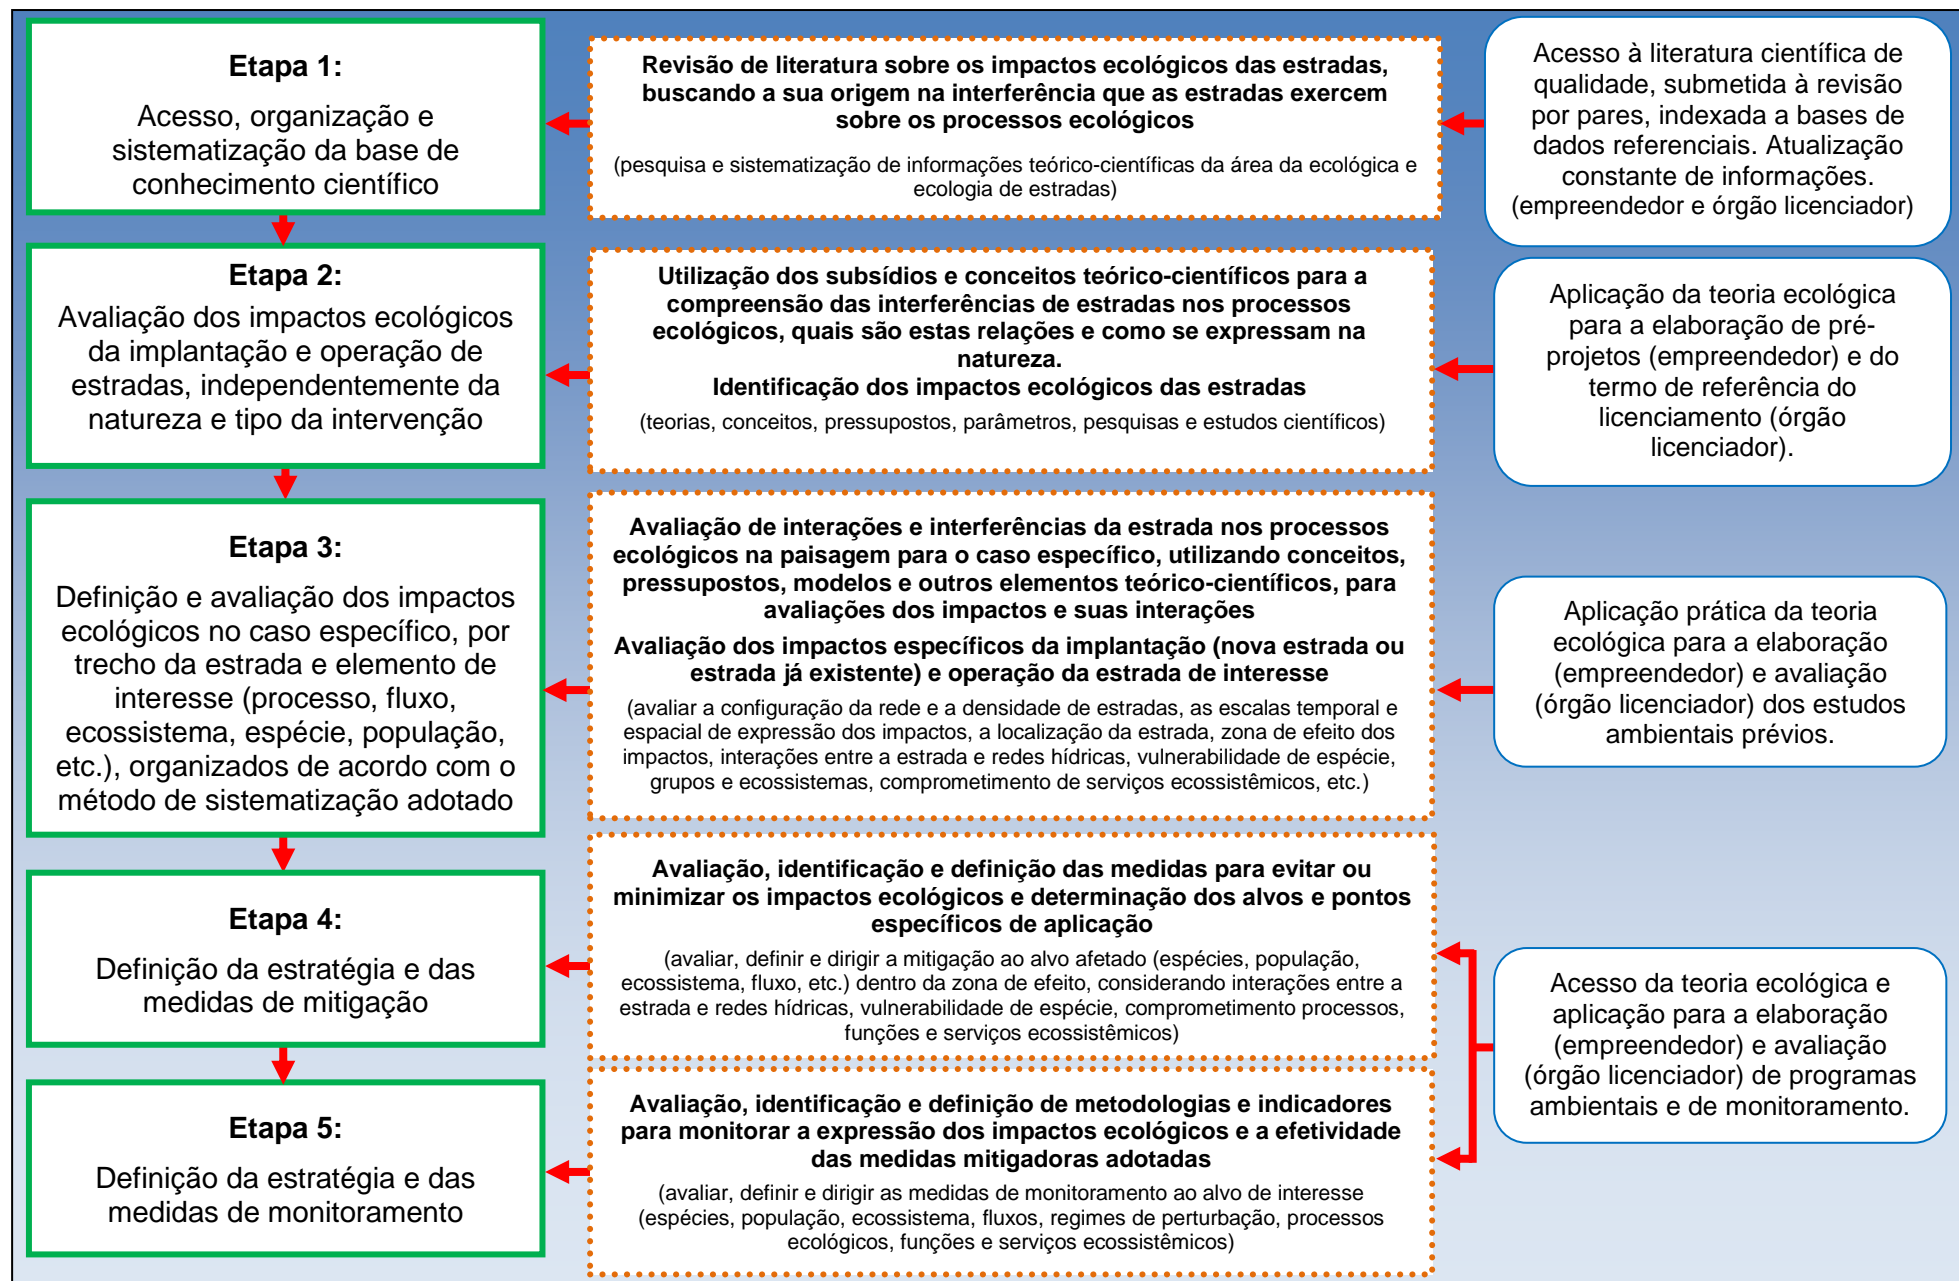 Etapa 1:
Acesso, organização e
sistematização da base de
conhecimento científico
Revisão de literatura sobre os impactos ecológicos das estradas,
buscando a sua origem na interferência que as estradas exercem
sobre os processos ecológicos
(pesquisa e sistematização de informações teórico-científicas da área da ecológica e
ecologia de estradas)
Acesso à literatura científica de
qualidade, submetida à revisão
por pares, indexada a bases de
dados referenciais. Atualização
constante de informações.
(empreendedor e órgão licenciador)
Etapa 2:
Avaliação dos impactos ecológicos
da implantação e operação de
estradas, independentemente da
natureza e tipo da intervenção
Utilização dos subsídios e conceitos teórico-científicos para a
compreensão das interferências de estradas nos processos
ecológicos, quais são estas relações e como se expressam na
natureza.
Identificação dos impactos ecológicos das estradas
(teorias, conceitos, pressupostos, parâmetros, pesquisas e estudos científicos)
Aplicação da teoria ecológica
para a elaboração de pré-
projetos (empreendedor) e do
termo de referência do
licenciamento (órgão
licenciador).
Etapa 3:
Definição e avaliação dos impactos
ecológicos no caso específico, por
trecho da estrada e elemento de
interesse (processo, fluxo,
ecossistema, espécie, população,
etc.), organizados de acordo com o
método de sistematização adotado
Avaliação de interações e interferências da estrada nos processos
ecológicos na paisagem para o caso específico, utilizando conceitos,
pressupostos, modelos e outros elementos teórico-científicos, para
avaliações dos impactos e suas interações
Avaliação dos impactos específicos da implantação (nova estrada ou
estrada já existente) e operação da estrada de interesse
(avaliar a configuração da rede e a densidade de estradas, as escalas temporal e
espacial de expressão dos impactos, a localização da estrada, zona de efeito dos
impactos, interações entre a estrada e redes hídricas, vulnerabilidade de espécie,
grupos e ecossistemas, comprometimento de serviços ecossistêmicos, etc.)
Aplicação prática da teoria
ecológica para a elaboração
(empreendedor) e avaliação
(órgão licenciador) dos estudos
ambientais prévios.
Etapa 4:
Definição da estratégia e das
medidas de mitigação
Avaliação, identificação e definição das medidas para evitar ou
minimizar os impactos ecológicos e determinação dos alvos e pontos
específicos de aplicação
(avaliar, definir e dirigir a mitigação ao alvo afetado (espécies, população,
ecossistema, fluxo, etc.) dentro da zona de efeito, considerando interações entre a
estrada e redes hídricas, vulnerabilidade de espécie, comprometimento processos,
funções e serviços ecossistêmicos)
Acesso da teoria ecológica e
aplicação para a elaboração
(empreendedor) e avaliação
(órgão licenciador) de programas
ambientais e de monitoramento.
Etapa 5:
Definição da estratégia e das
medidas de monitoramento
Avaliação, identificação e definição de metodologias e indicadores
para monitorar a expressão dos impactos ecológicos e a efetividade
das medidas mitigadoras adotadas
(avaliar, definir e dirigir as medidas de monitoramento ao alvo de interesse
(espécies, população, ecossistema, fluxos, regimes de perturbação, processos
ecológicos, funções e serviços ecossistêmicos)